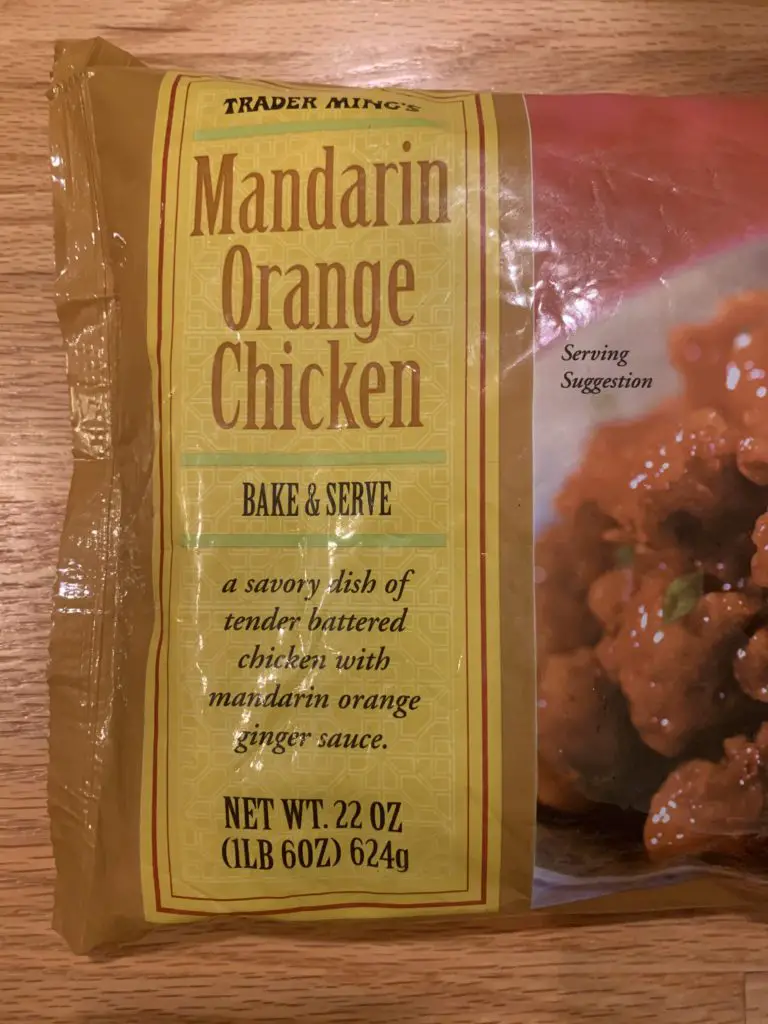 TRADER MING'S
Mandarin
Orange
Chicken
BAKE & SERVE
a savory dish of
tender battered
chicken with
mandarin orange
ginger sauce.
NET WT. 22 OZ
(1LB 6OZ) 624g
Serving
Suggestion